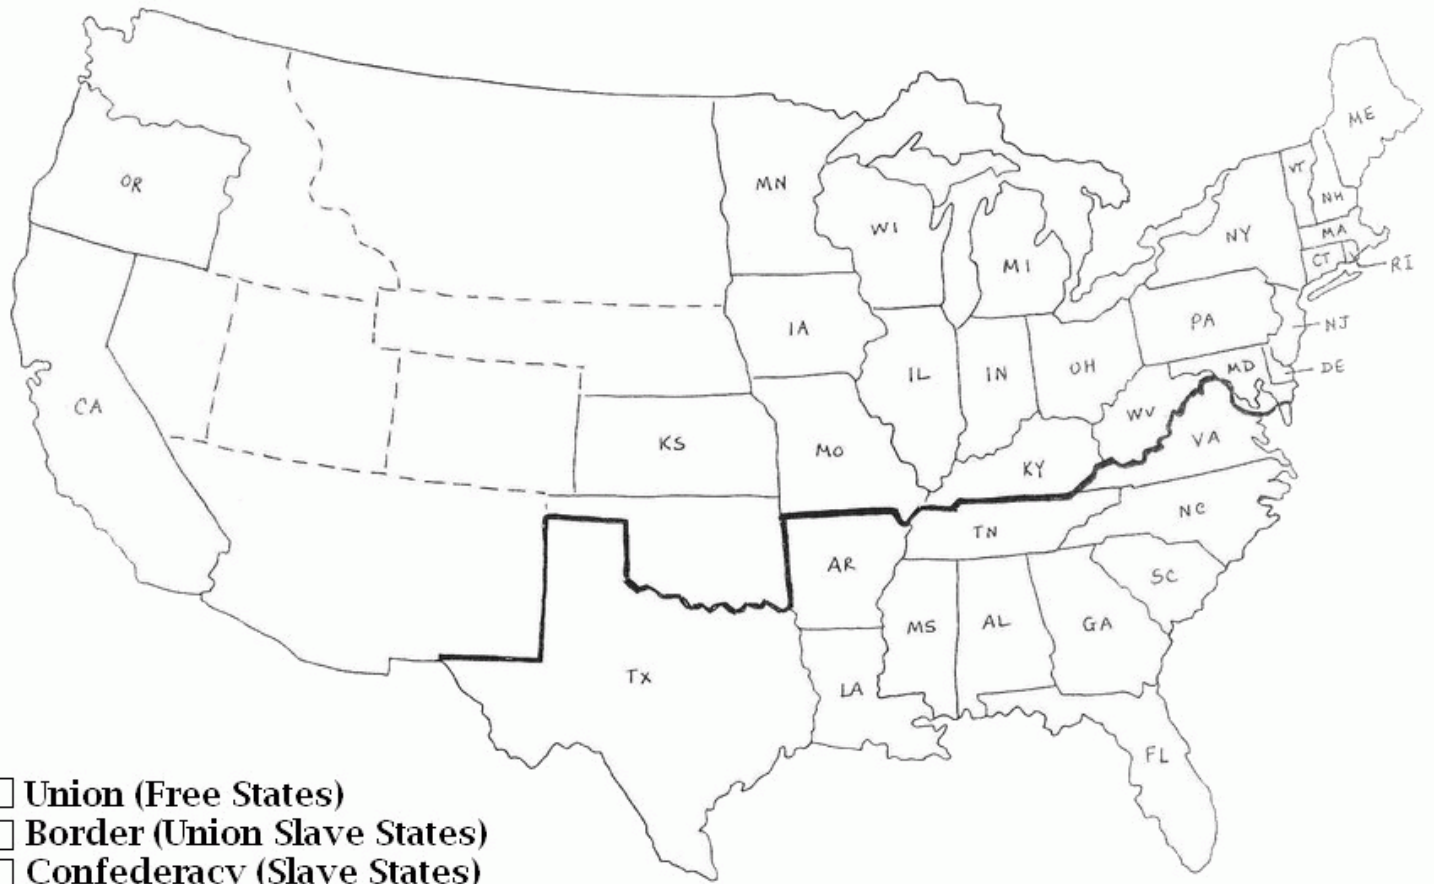 ME
VT
NH
OR
MN
WI
NY
MA
MI
CT
RI
IA
PA
NJ
IL
IN
OH
MD
DE
CA
WV
KS
MO
KY
VA
NC
TN
AR
SC
MS
AL
GA
TX
LA
FL
Union (Free States)
Border (Union Slave States)
Confederacy (Slave States)